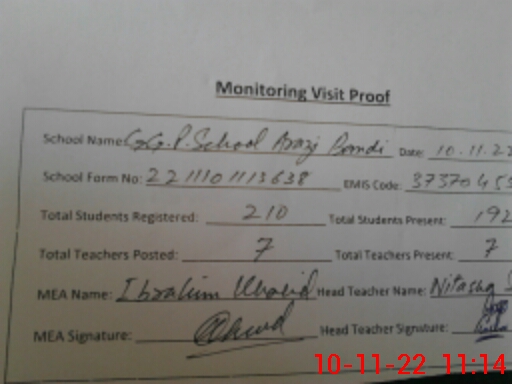 Monitoring Visit Proof
School Name: G.G.P.School Arazi Bandi Date: 10.11.22
School Form No: 221110111363 8 EMIS Code: 37370453
Total Students Registered: 210 Total Students Present: 192
Total Teachers Posted: 7 Total Teachers Present: 7
MEA Name: Ibrahim Khalid Head Teacher Name: Nitasha S
MEA Signature: Head Teacher Signature:
10-11-22 11:14